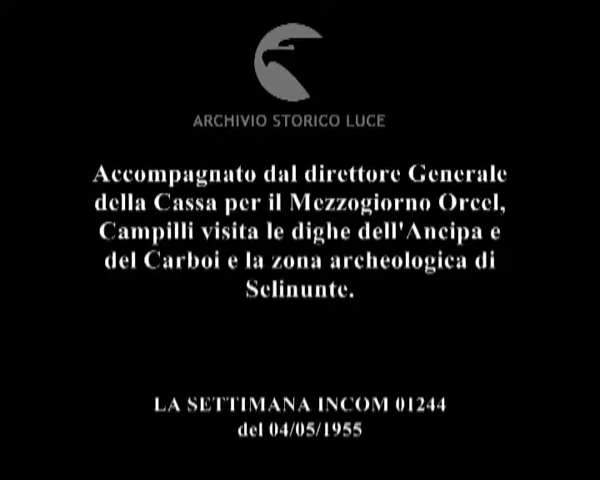 ARCHIVIO STORICO LUCE
Accompagnato dal direttore Generale
della Cassa per il Mezzogiorno Orcel,
Campilli visita le dighe dell'Ancipa e
del Carboi e la zona archeologica di
Selinunte.
LA SETTIMANA INCOM 01244
del 04/05/1955